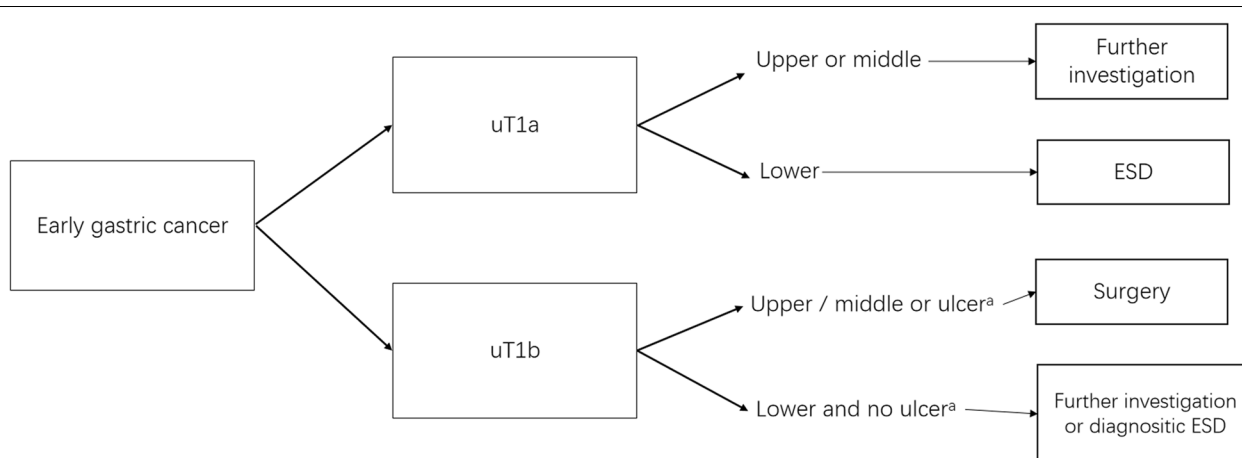 Early gastric cancer
uT1a
Upper or middle
Further
investigation
Lower
ESD
uT1b
Upper / middle or ulcerᵃ
Surgery
Lower and no ulcerᵃ
Further investigation
or diagnositic ESD